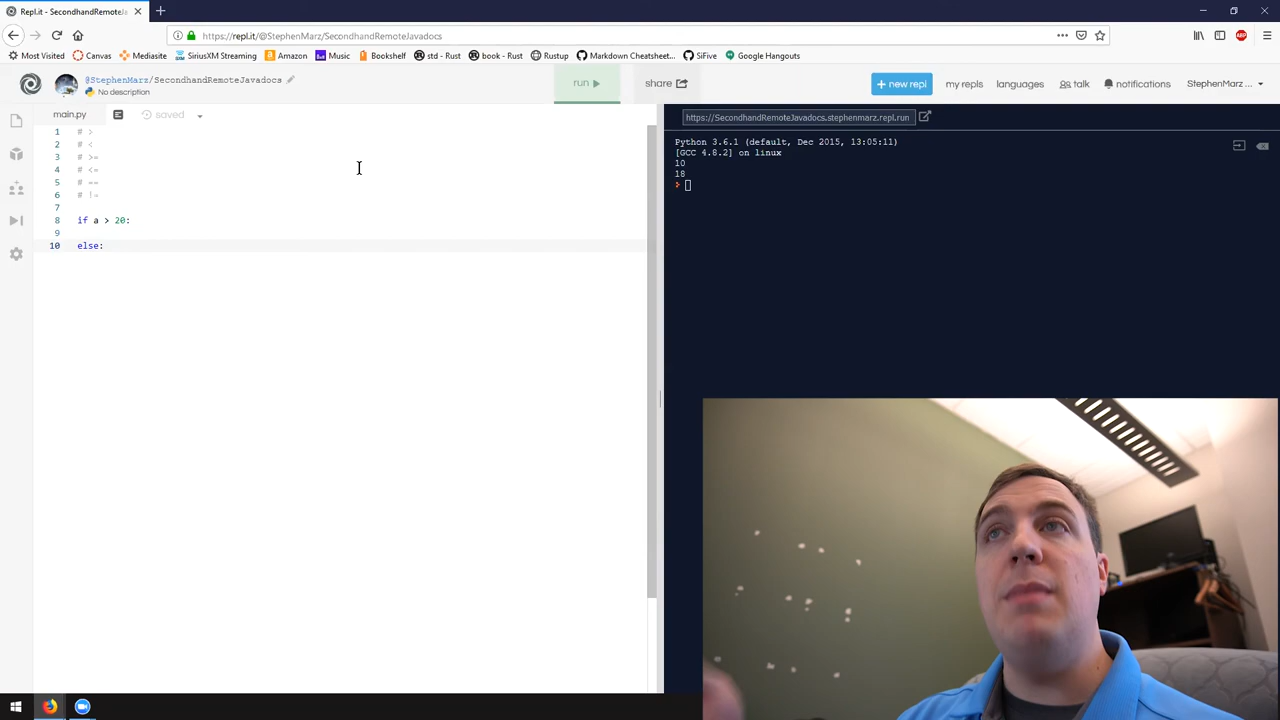 Repl.it - SecondhandRemoteJa
https://repl.it/@StephenMarz/SecondhandRemoteJavadocs
Most Visited Canvas Mediasite SiriusXM Streaming Amazon Music Bookshelf std - Rust book - Rust Rustup Markdown Cheatsheet... SiFive Google Hangouts
@StephenMarz/SecondhandRemoteJavadocs
No description
run
share
+ new repl
my repls
languages
talk
notifications
StephenMarz ...
main.py
saved
1 # >
2 # <
3 # >=
4 # <=
5 # ==
6 # !=
7
8 if a > 20:
9
10 else:
https://SecondhandRemoteJavadocs.stephenmarz.repl.run
Python 3.6.1 (default, Dec 2015, 13:05:11)
[GCC 4.8.2] on linux
10
18
>